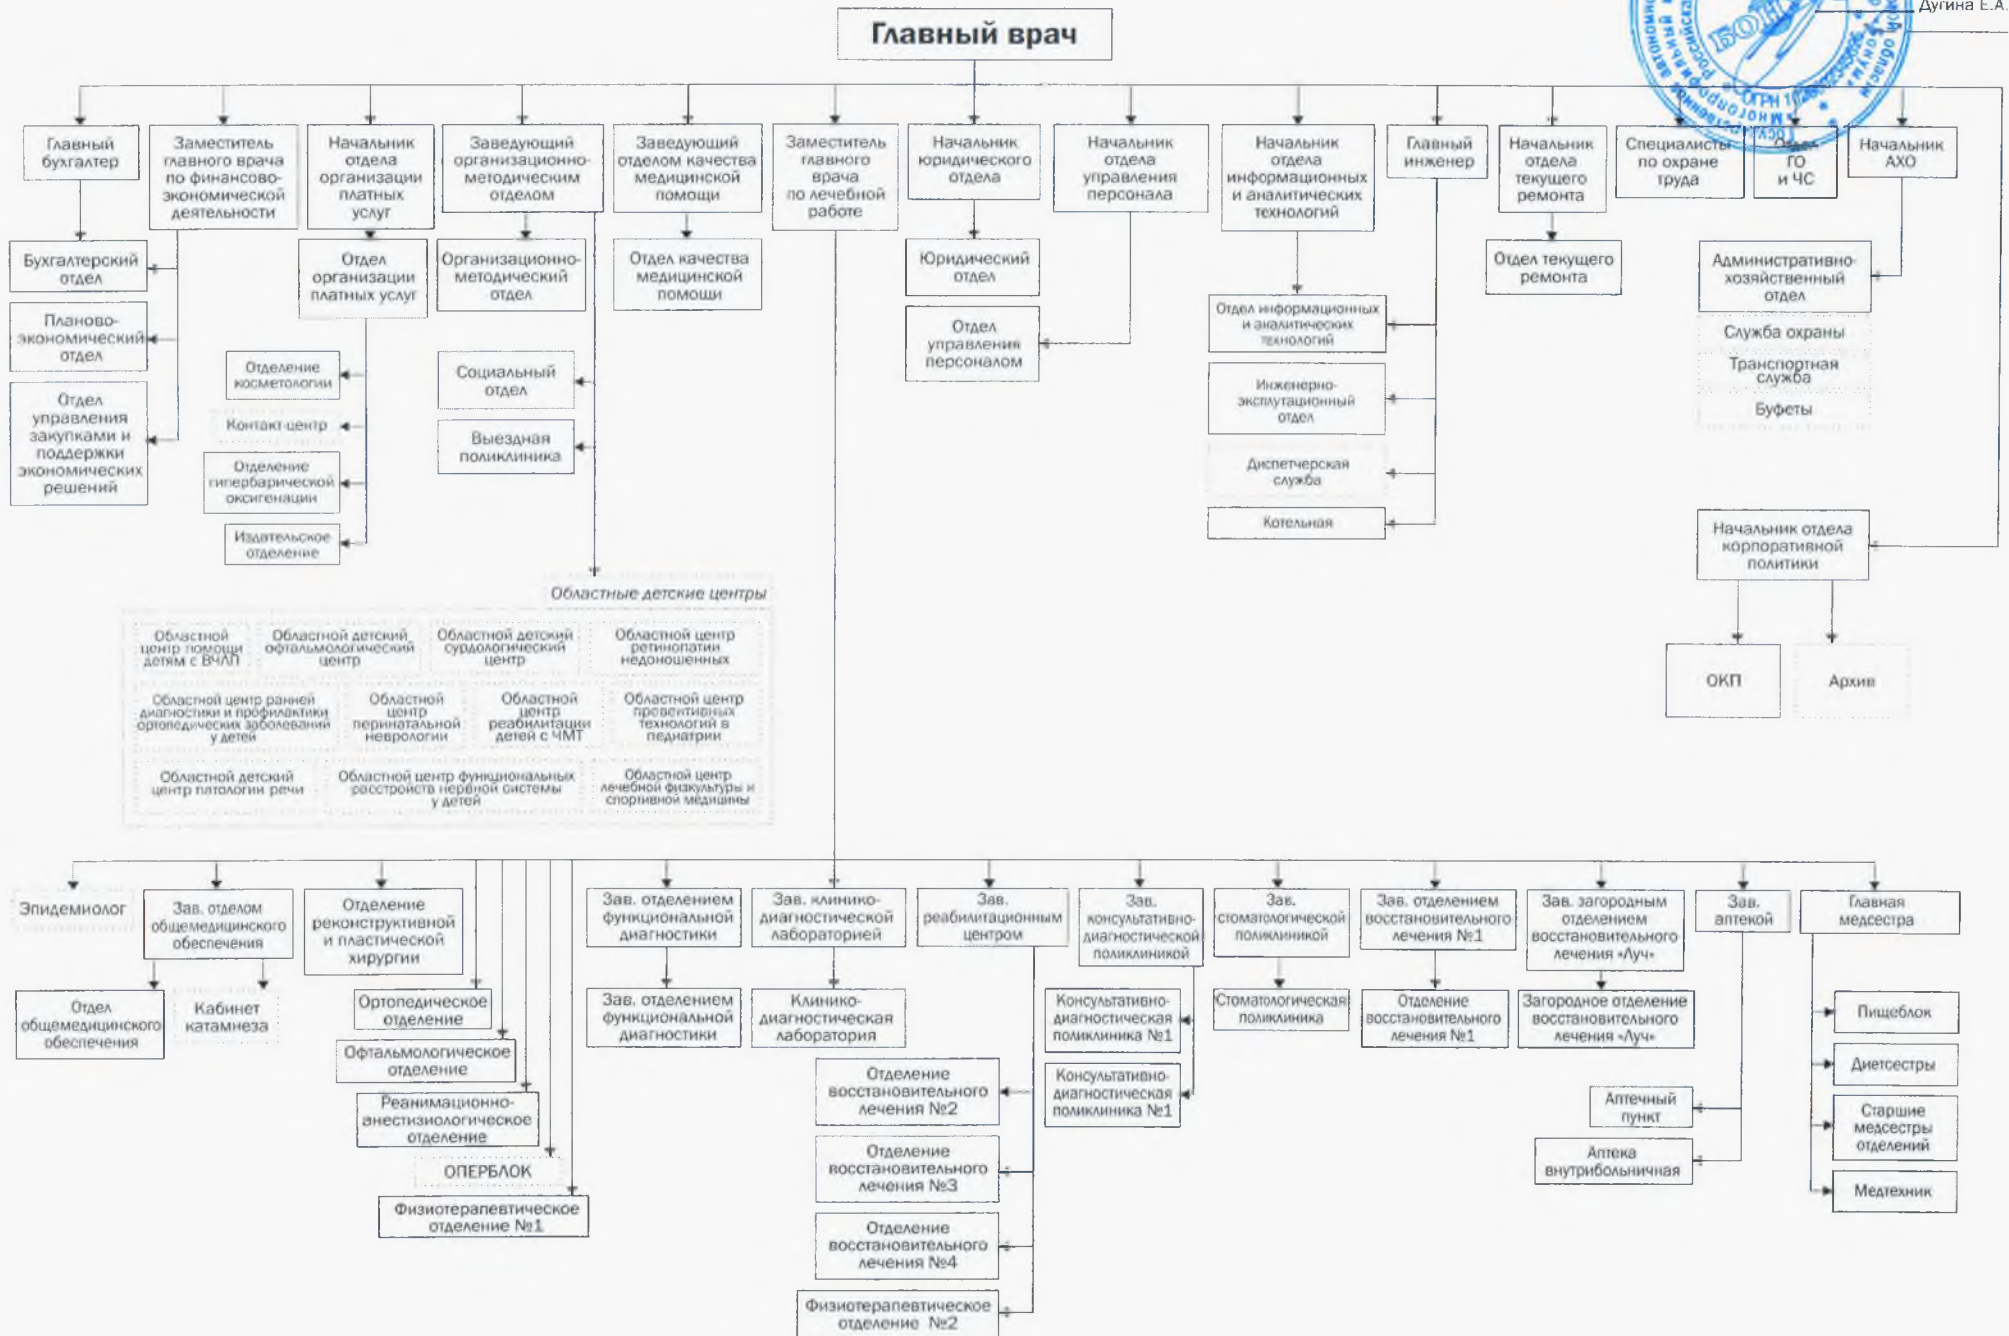 Дугина Е.А.
Главный врач
Главный
бухгалтер
Заместитель
главного врача
по финансово-
экономической
деятельности
Начальник
отдела
организации
платных
услуг
Заведующий
организационно-
методическим
отделом
Заведующий
отделом качества
медицинской
помощи
Заместитель
главного
врача
по лечебной
работе
Начальник
юридического
отдела
Начальник
отдела
управления
персонала
Начальник
отдела
информационных
и аналитических
технологий
Главный
инженер
Начальник
отдела
текущего
ремонта
Специалисты
по охране
труда
Отдел
ГО
и ЧС
Начальник
АХО
Бухгалтерский
отдел
Планово-
экономический
отдел
Отдел
управления
закупками и
поддержки
экономических
решений
Отдел
организации
платных услуг
Отделение
косметологии
Контакт-центр
Отделение
гипербарической
оксигенации
Издательское
отделение
Организационно-
методический
отдел
Социальный
отдел
Выездная
поликлиника
Отдел качества
медицинской
помощи
Юридический
отдел
Отдел
управления
персоналом
Отдел информационных
и аналитических
технологий
Инженерно-
эксплутационный
отдел
Диспетчерская
служба
Котельная
Отдел текущего
ремонта
Административно-
хозяйственный
отдел
Служба охраны
Транспортная
служба
Буфеты
Начальник отдела
корпоративной
политики
ОКП
Архив
Областные детские центры
Областной
центр помощи
детям с ВЧЛП
Областной детский
офтальмологический
центр
Областной детский
сурдологический
центр
Областной центр
ретинопатии
недоношенных
Областной центр ранней
диагностики и профилактики
ортопедических заболеваний
у детей
Областной
центр
перинатальной
неврологии
Областной
центр
реабилитации
детей с ЧМТ
Областной центр
превентивных
технологий в
педиатрии
Областной детский
центр патологии речи
Областной центр функциональных
расстройств нервной системы
у детей
Областной центр
лечебной физкультуры и
спортивной медицины
Эпидемиолог
Зав. отделом
общемедицинского
обеспечения
Отделение
реконструктивной
и пластической
хирургии
Зав. отделением
функциональной
диагностики
Зав. клинико-
диагностической
лабораторией
Зав.
реабилитационным
центром
Зав.
консультативно-
диагностической
поликлиникой
Зав.
стоматологической
поликлиникой
Зав. отделением
восстановительного
лечения №1
Зав. загородным
отделением
восстановительного
лечения «Луч»
Зав.
аптекой
Главная
медсестра
Отдел
общемедицинского
обеспечения
Кабинет
катамнеза
Ортопедическое
отделение
Офтальмологическое
отделение
Реанимационно-
анестизиологическое
отделение
ОПЕРБЛОК
Физиотерапевтическое
отделение №1
Зав. отделением
функциональной
диагностики
Клинико-
диагностическая
лаборатория
Отделение
восстановительного
лечения №2
Отделение
восстановительного
лечения №3
Отделение
восстановительного
лечения №4
Физиотерапевтическое
отделение №2
Консультативно-
диагностическая
поликлиника №1
Консультативно-
диагностическая
поликлиника №1
Стоматологическая
поликлиника
Отделение
восстановительного
лечения №1
Загородное отделение
восстановительного
лечения «Луч»
Аптечный
пункт
Аптека
внутрибольничная
Пищеблок
Диетсестры
Старшие
медсестры
отделений
Медтехник